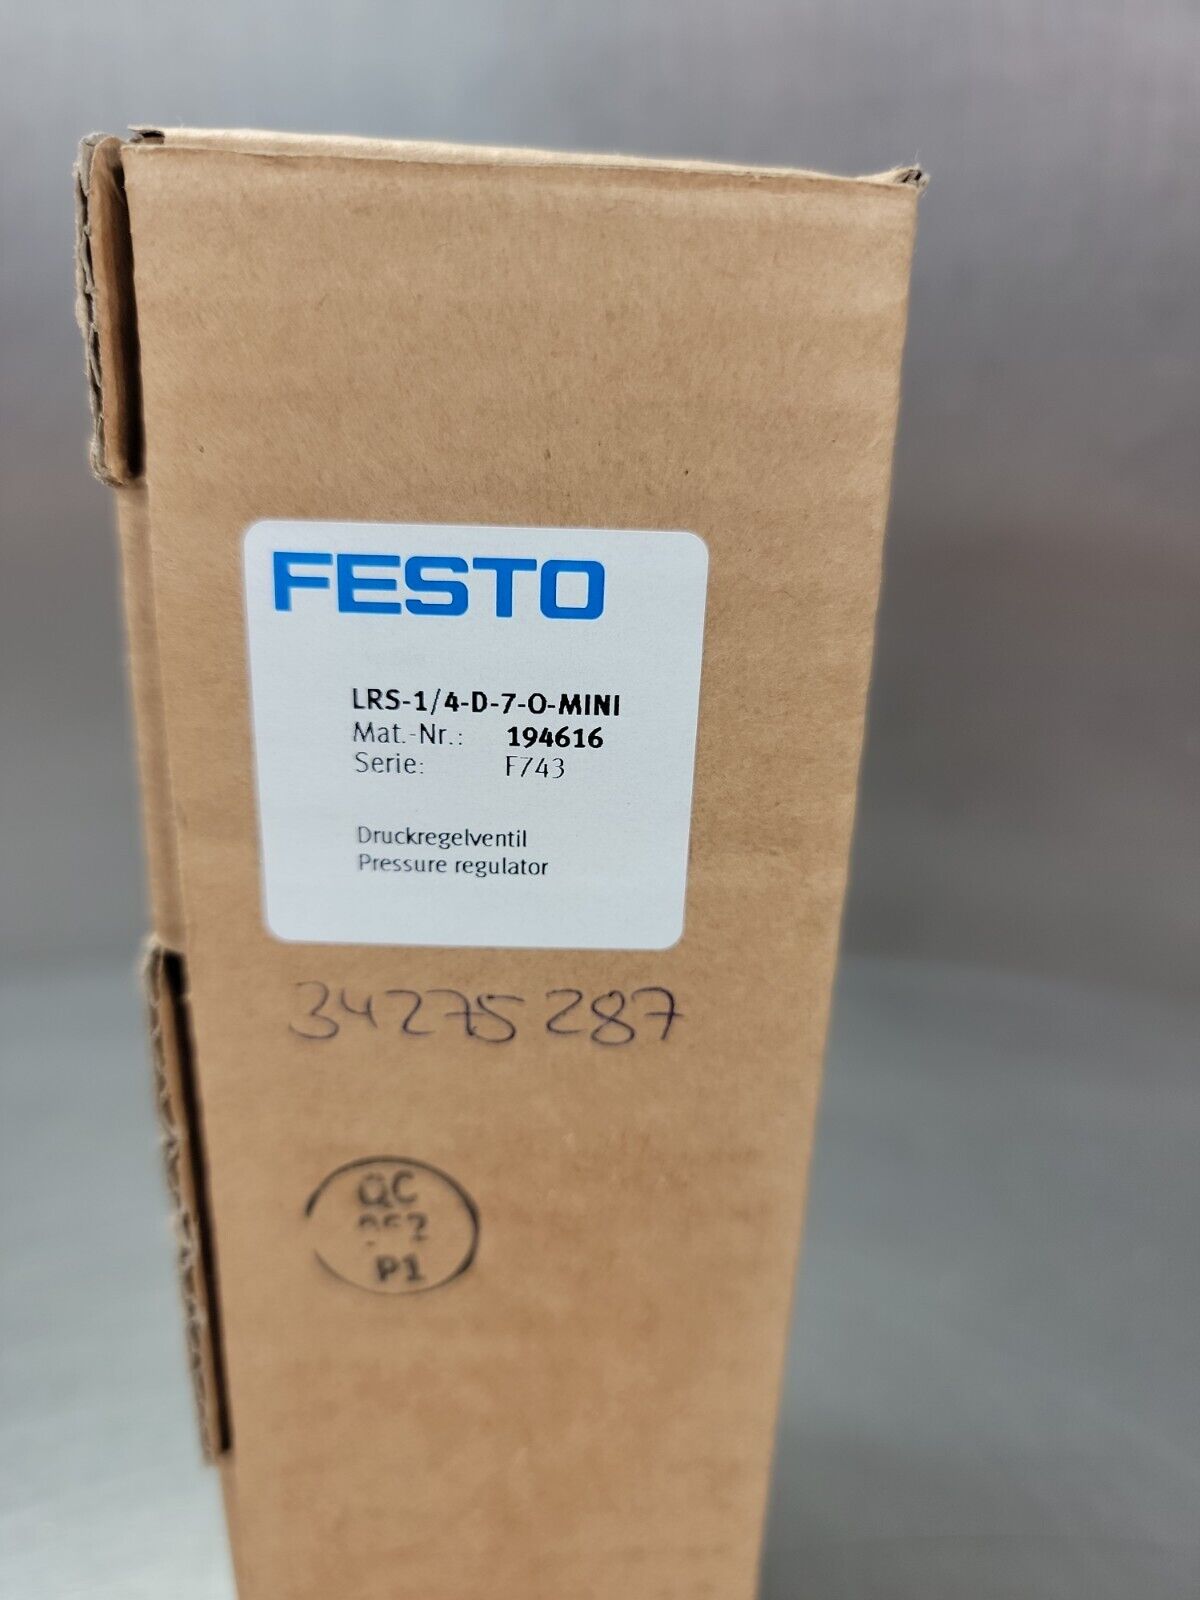 FESTO
LRS-1/4-D-7-O-MINI
Mat.-Nr.: 194616
Serie: F743
Druckregelventil
Pressure regulator
34275287
QC
P1